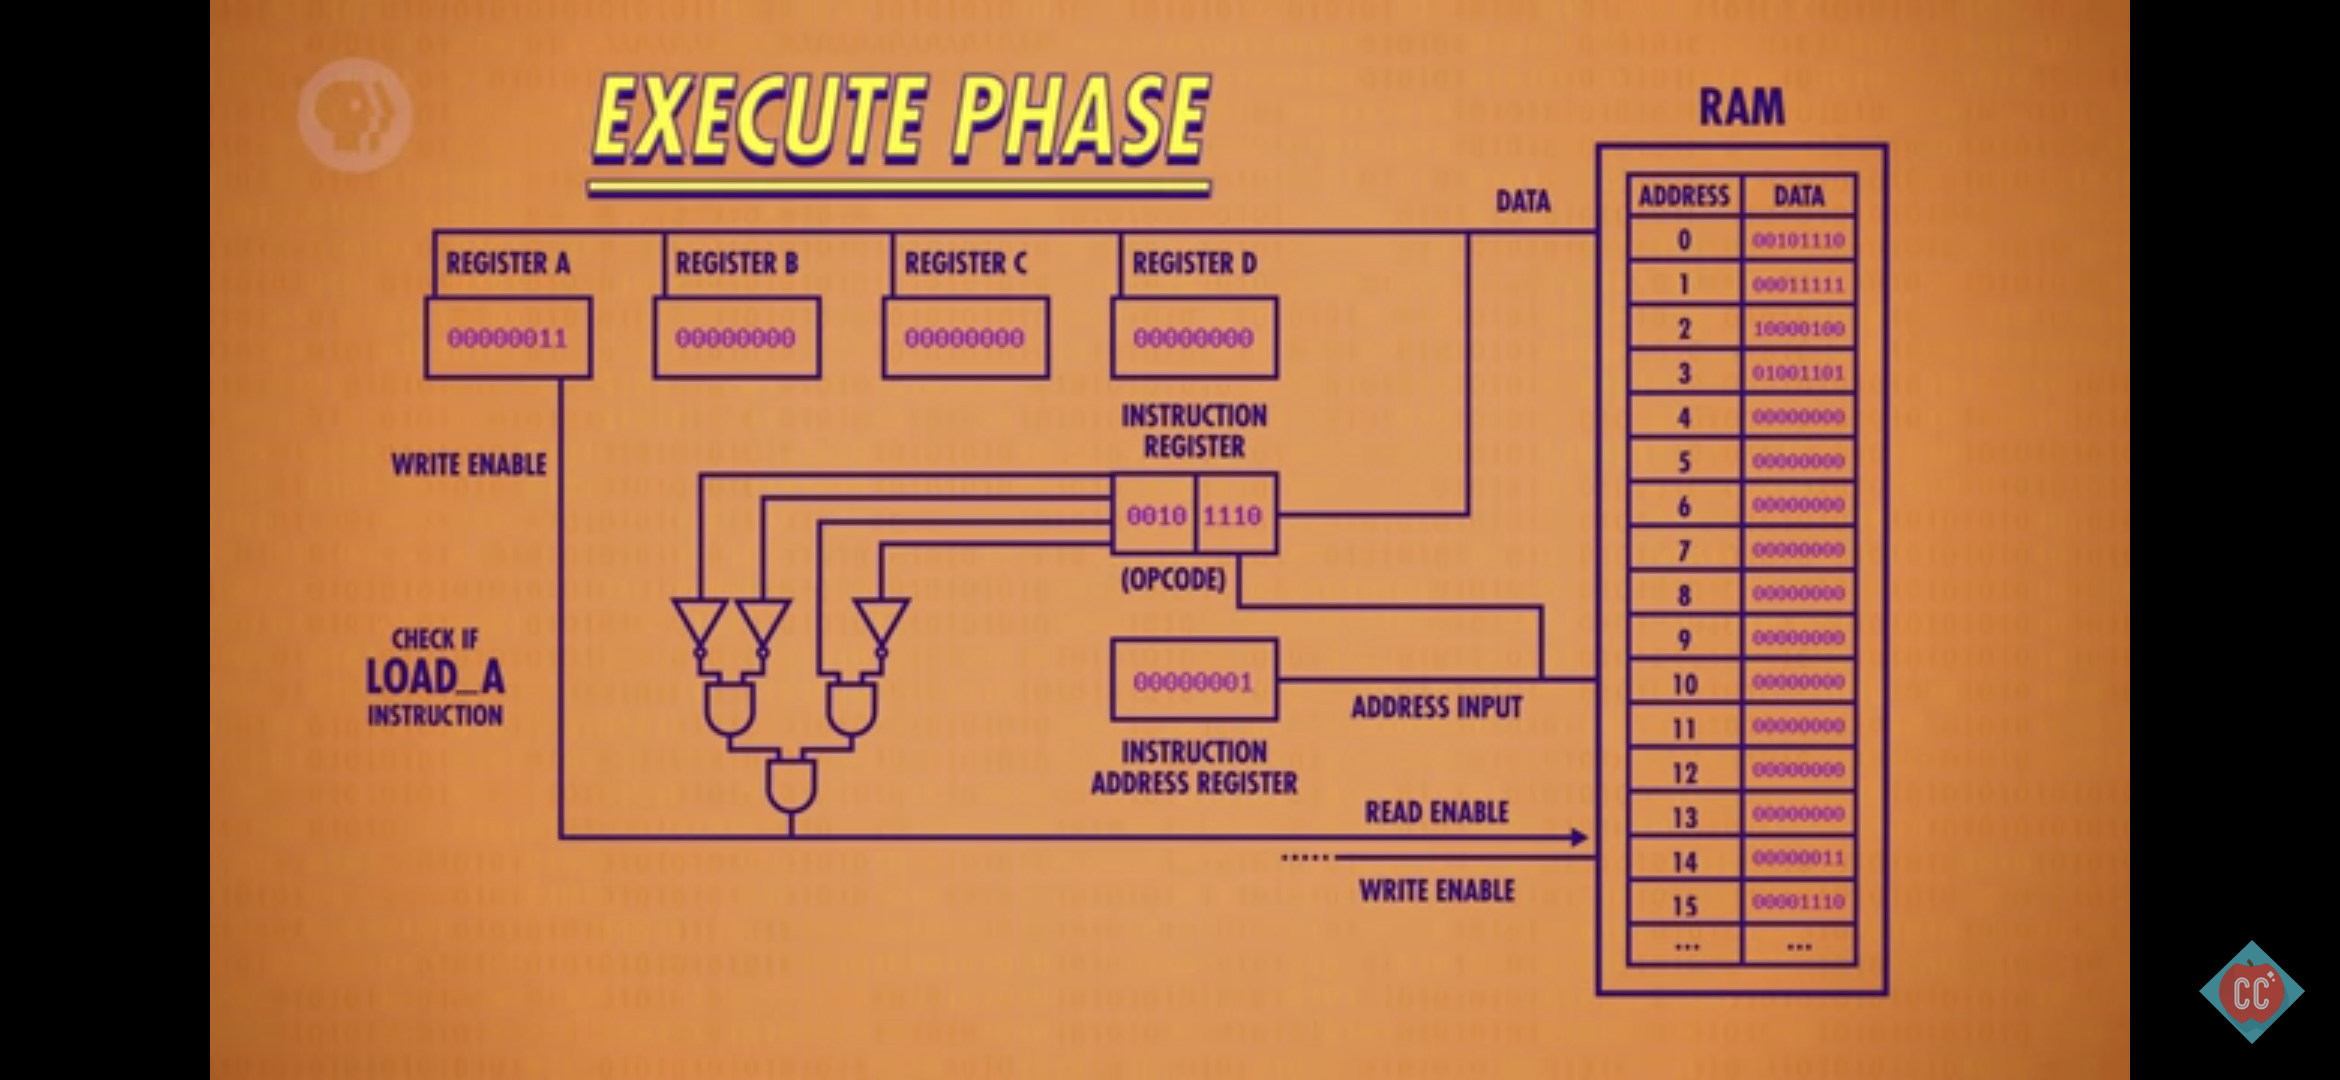 EXECUTE PHASE
RAM
DATA
ADDRESS DATA
0 00101110
1 00011111
2 10000100
3 01001101
4 00000000
5 00000000
6 00000000
7 00000000
8 00000000
9 00000000
10 00000000
11 00000000
12 00000000
13 00000000
14 00000011
15 00001110
... ...
REGISTER A
REGISTER B
REGISTER C
REGISTER D
00000011
00000000
00000000
00000000
WRITE ENABLE
INSTRUCTION
REGISTER
0010 1110
(OPCODE)
CHECK IF
LOAD_A
INSTRUCTION
00000001
ADDRESS INPUT
INSTRUCTION
ADDRESS REGISTER
READ ENABLE
WRITE ENABLE
CC